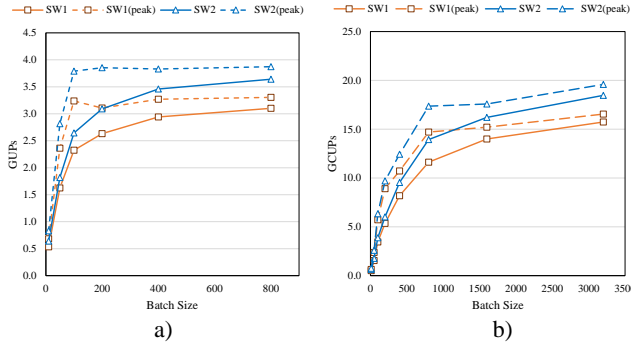 SW1 SW1(peak) SW2 SW2(peak)
SW1 SW1(peak) SW2 SW2(peak)
4.5
4.0
3.5
3.0
2.5
2.0
1.5
1.0
0.5
0.0
GUPs
0 200 400 600 800
Batch Size
a)
25.0
20.0
15.0
10.0
5.0
0.0
GCUPs
0 500 1000 1500 2000 2500 3000 3500
Batch Size
b)